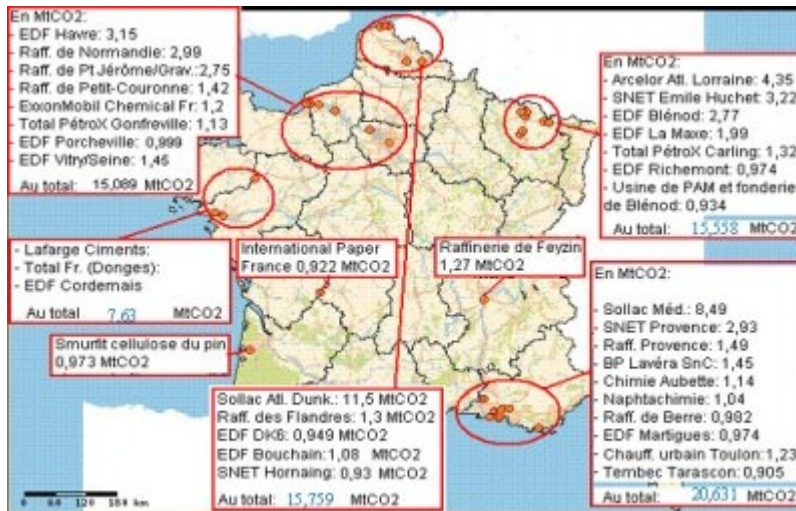 En MtCO2:
- EDF Havre: 3,15
- Raff. de Normandie: 2,99
- Raff. de Pt Jérôme/Grav.:2,75
- Raff. de Petit-Couronne: 1,42
- ExxonMobil Chemical Fr: 1,2
- Total PétroX Gonfreville: 1,13
- EDF Porcheville: 0,999
- EDF Vitry/Seine: 1,45
Au total: 15,089 MtCO2
En MtCO2:
- Arcelor Atl. Lorraine: 4,35
- SNET Emile Huchet: 3,22
- EDF Blénod: 2,77
- EDF La Maxe: 1,99
- Total PétroX Carling: 1,32
- EDF Richemont: 0,974
- Usine de PAM et fonderie
de Blénod: 0,934
Au total: 15,558 MtCO2
- Lafarge Ciments:
- Total Fr. (Donges):
- EDF Cordemais
Au total 7,63 MtCO2
International Paper
France 0,922 MtCO2
Raffinerie de Feyzin
1,27 MtCO2
Smurfit cellulose du pin
0,973 MtCO2
Sollac Atl. Dunk.: 11,5 MtCO2
Raff. des Flandres: 1,3 MtCO2
EDF DK6: 0,949 MtCO2
EDF Bouchain: 1,08 MtCO2
SNET Hornaing: 0,93 MtCO2
Au total: 15,759 MtCO2
En MtCO2:
- Sollac Méd.: 8,49
- SNET Provence: 2,93
- Raff. Provence: 1,49
- BP Lavéra SnC: 1,45
- Chimie Aubette: 1,14
- Naphtachimie: 1,04
- Raff. de Berre: 0,982
- EDF Martigues: 0,974
- Chauff. urbain Toulon: 1,23
- Tembec Tarascon: 0,905
Au total: 20,631 MtCO2
0 60 120 180 km